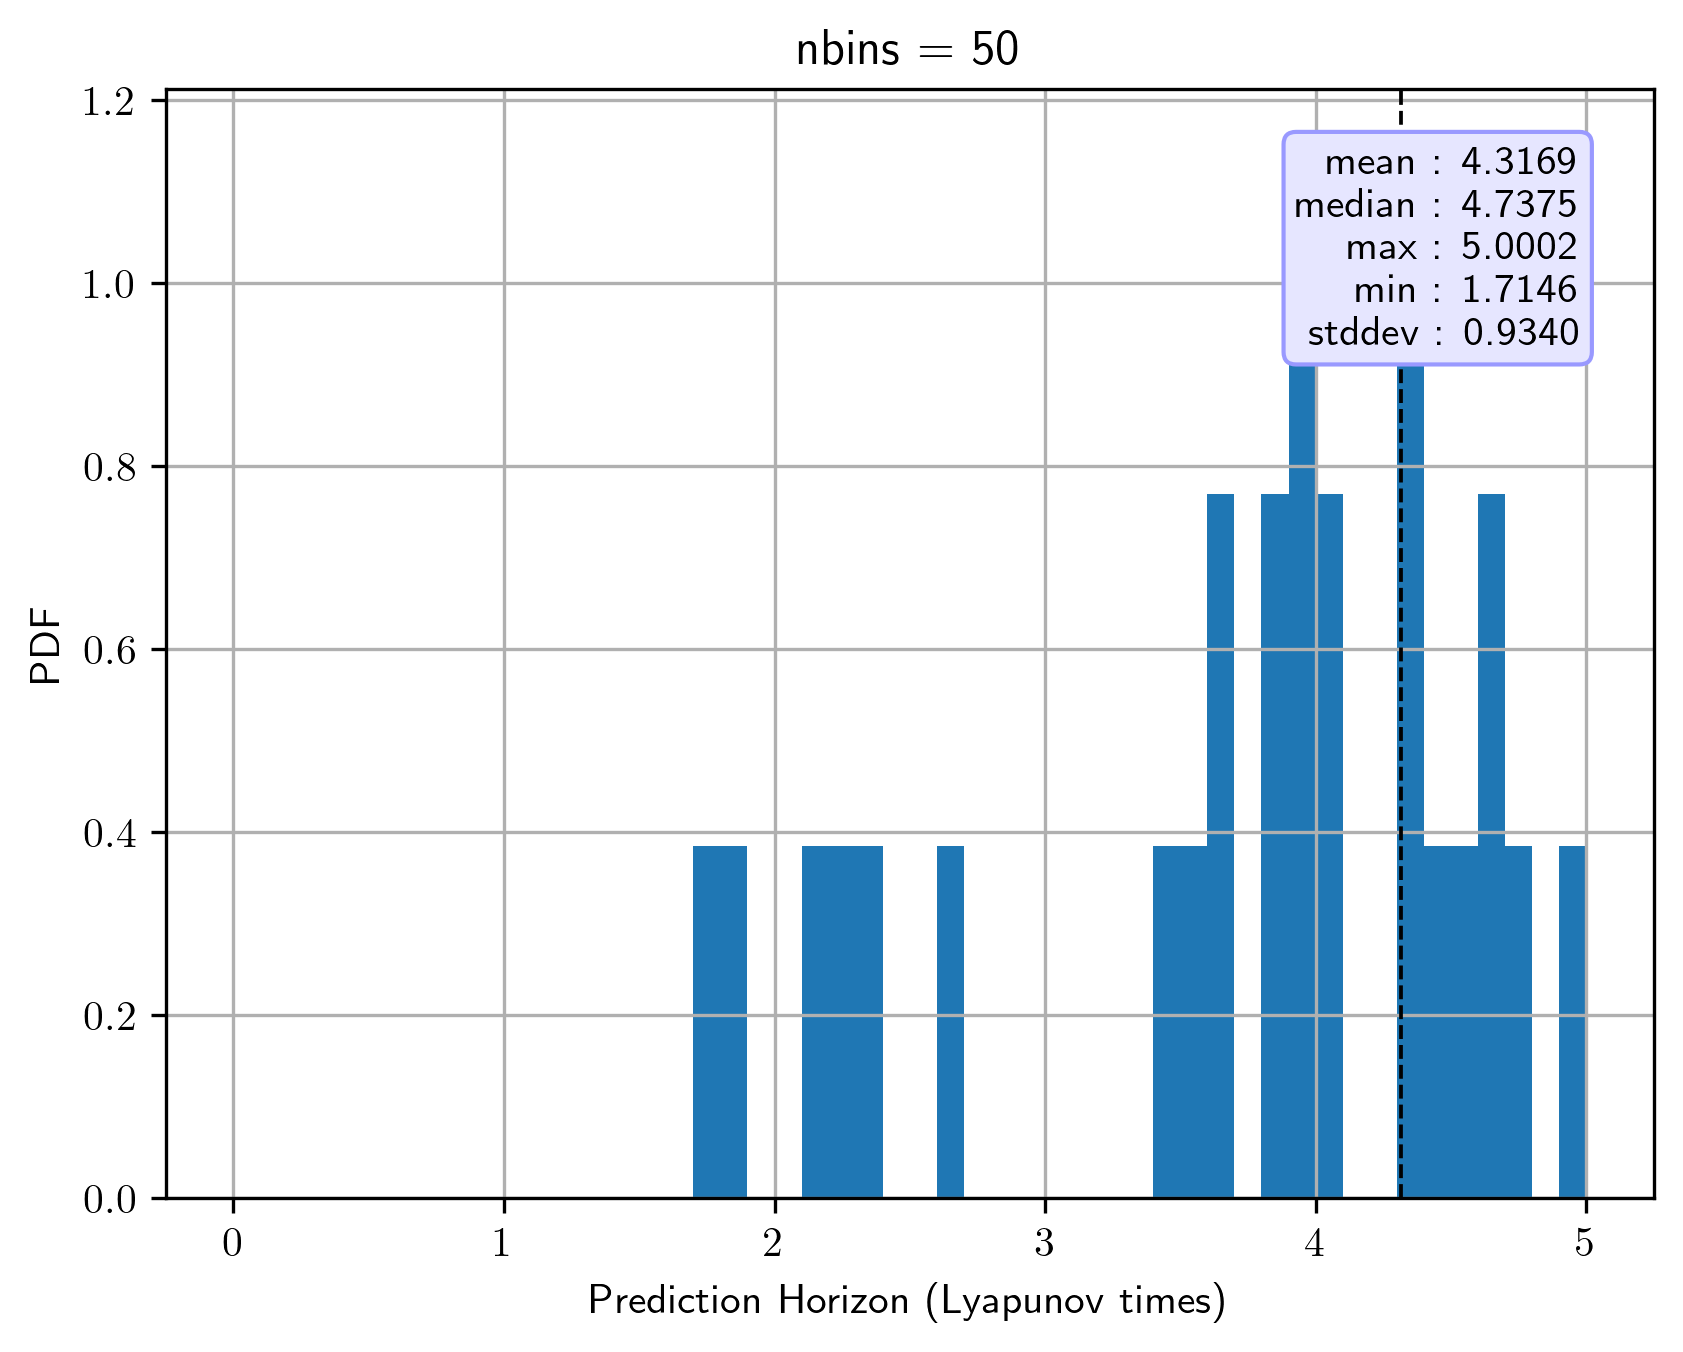 nbins = 50
1.2
1.0
0.8
0.6
0.4
0.2
0.0
PDF
mean : 4.3169
median : 4.7375
max : 5.0002
min : 1.7146
stddev : 0.9340
0 1 2 3 4 5
Prediction Horizon (Lyapunov times)